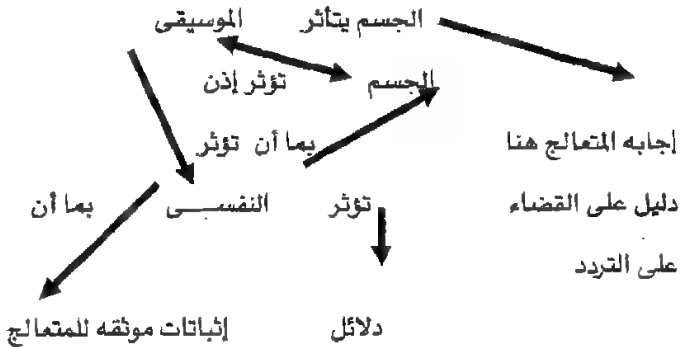 الجسم يتأثر الموسيقى
الجسم تؤثر إذن
إجابه المتعالج هنا بما أن تؤثر
دليل على القضاء تؤثر النفســـى بما أن
على التردد
دلائل إثباتات موثقه للمتعالج